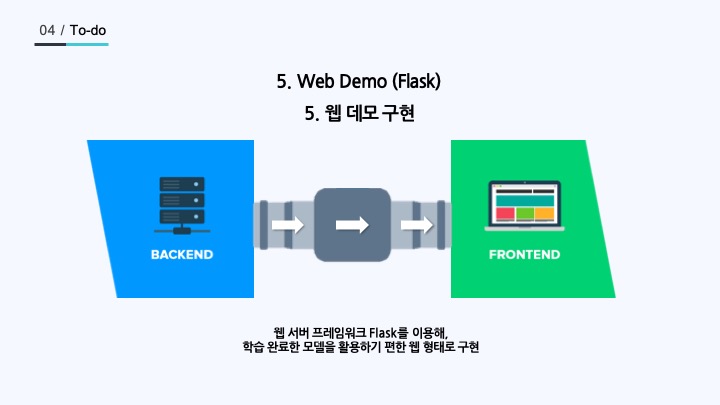 04 / To-do
5. Web Demo (Flask)
5. 웹 데모 구현
BACKEND
FRONTEND
웹 서버 프레임워크 Flask를 이용해,
학습 완료한 모델을 활용하기 편한 웹 형태로 구현